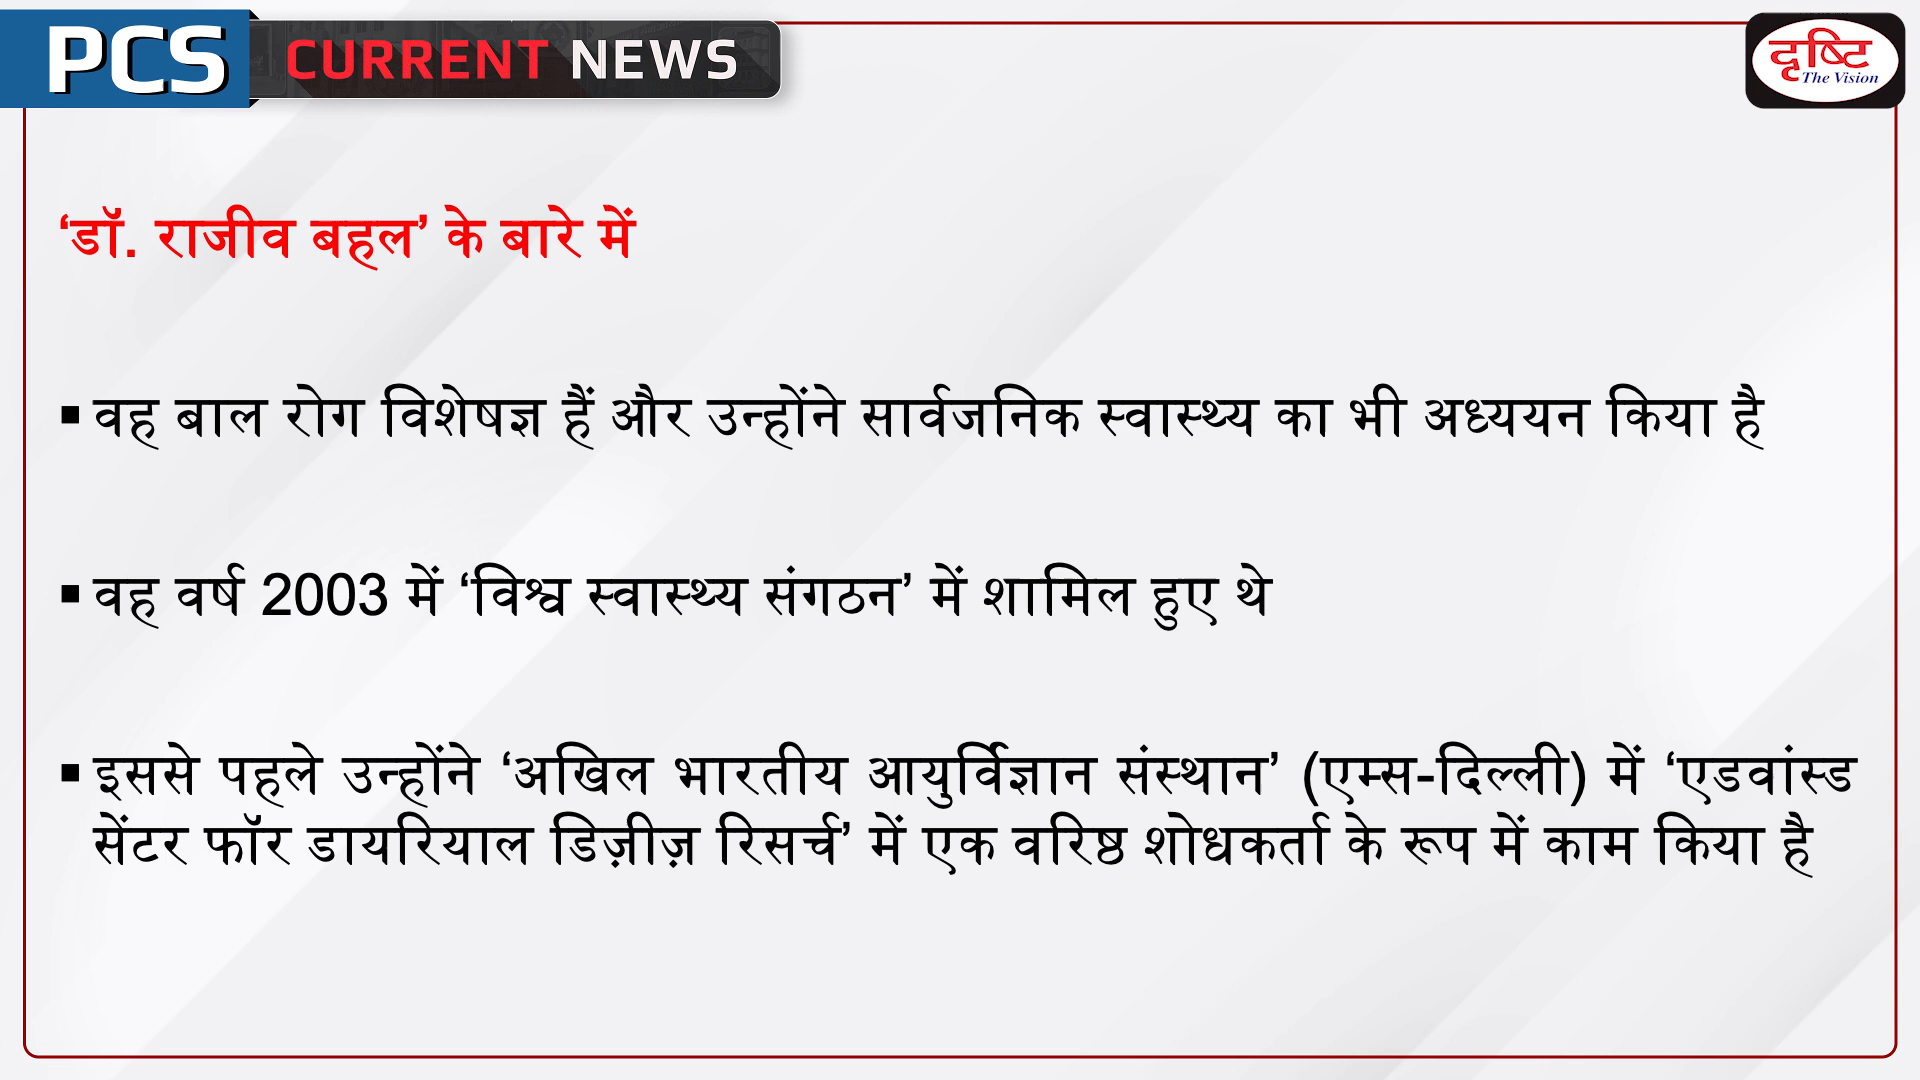 PCS CURRENT NEWS
दृष्टि
The Vision
‘डॉ. राजीव बहल’ के बारे में
▪ वह बाल रोग विशेषज्ञ हैं और उन्होंने सार्वजनिक स्वास्थ्य का भी अध्ययन किया है
▪ वह वर्ष 2003 में ‘विश्व स्वास्थ्य संगठन’ में शामिल हुए थे
▪ इससे पहले उन्होंने ‘अखिल भारतीय आयुर्विज्ञान संस्थान’ (एम्स-दिल्ली) में ‘एडवांस्ड
सेंटर फॉर डायरियाल डिज़ीज़ रिसर्च’ में एक वरिष्ठ शोधकर्ता के रूप में काम किया है